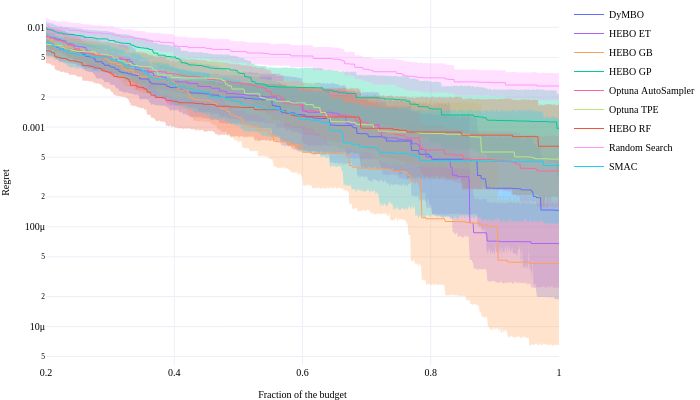 0.01
5
2
0.001
5
2
100μ
5
2
10μ
5
Regret
0.2
0.4
0.6
0.8
1
Fraction of the budget
DyMBO
HEBO ET
HEBO GB
HEBO GP
Optuna AutoSampler
Optuna TPE
HEBO RF
Random Search
SMAC